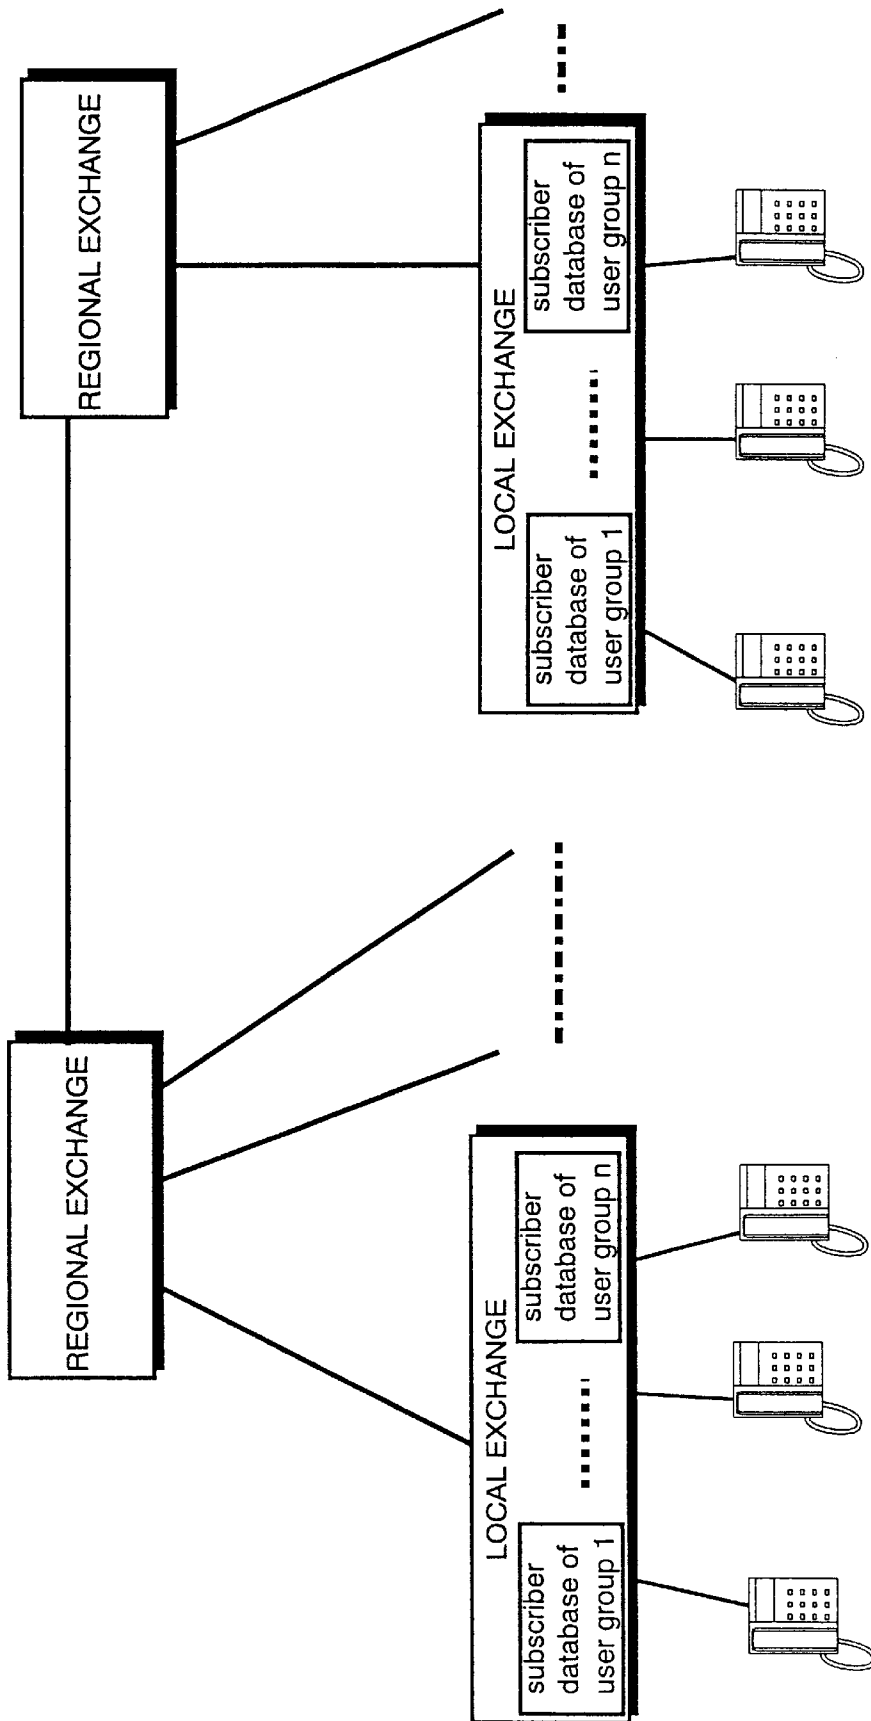 REGIONAL EXCHANGE
REGIONAL EXCHANGE
LOCAL EXCHANGE
subscriber
database of
user group 1
subscriber
database of
user group n
LOCAL EXCHANGE
subscriber
database of
user group 1
subscriber
database of
user group n